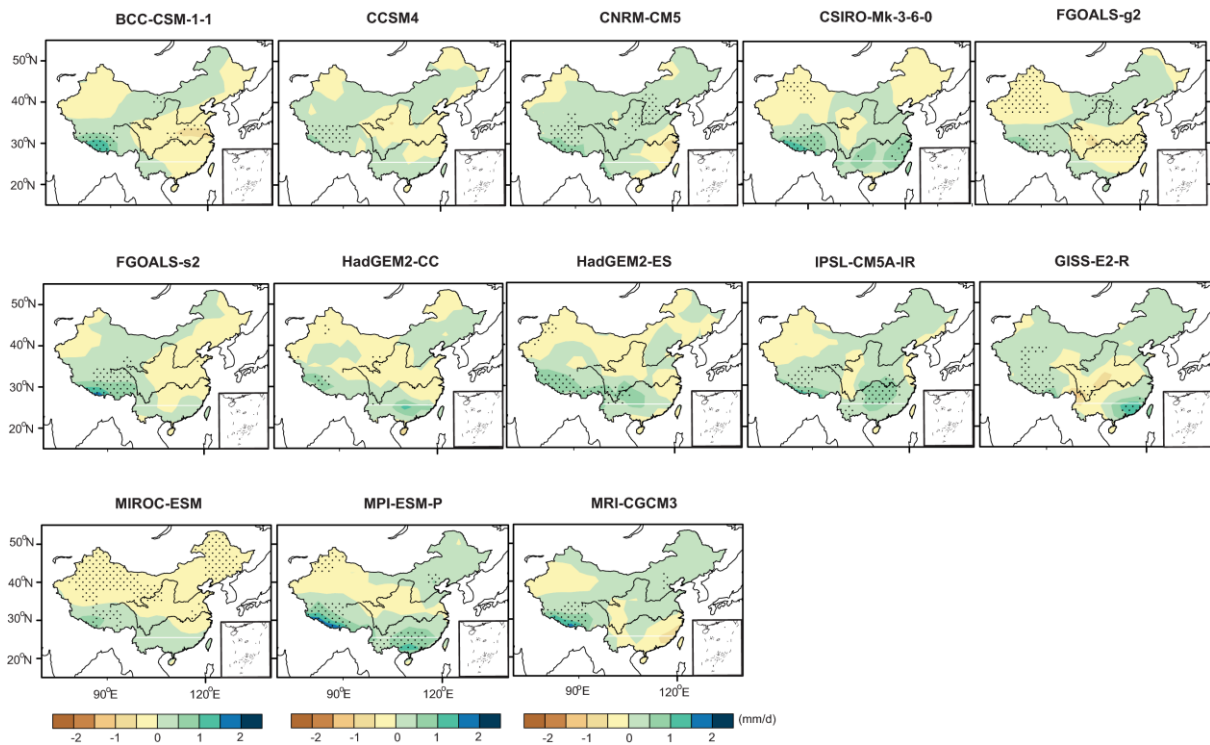 BCC-CSM-1-1 CCSM4 CNRM-CM5 CSIRO-Mk-3-6-0 FGOALS-g2
50°N
40°N
30°N
20°N
FGOALS-s2 HadGEM2-CC HadGEM2-ES IPSL-CM5A-IR GISS-E2-R
50°N
40°N
30°N
20°N
MIROC-ESM MPI-ESM-P MRI-CGCM3
50°N
40°N
30°N
20°N
90°E 120°E 90°E 120°E 90°E 120°E
(mm/d)
-2 -1 0 1 2 -2 -1 0 1 2 -2 -1 0 1 2